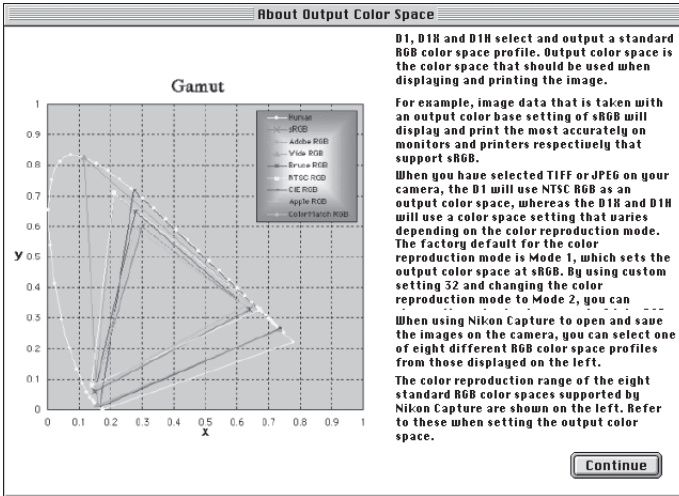 About Output Color Space
D1, D1X and D1H select and output a standard
RGB color space profile. Output color space is
the color space that should be used when
displaying and printing the image.
For example, image data that is taken with
an output color base setting of sRGB will
display and print the most accurately on
monitors and printers respectively that
support sRGB.
When you have selected TIFF or JPEG on your
camera, the D1 will use NTSC RGB as an
output color space, whereas the D1X and D1H
will use a color space setting that varies
depending on the color reproduction mode.
The factory default for the color
reproduction mode is Mode 1, which sets the
output color space at sRGB. By using custom
setting 32 and changing the color
reproduction mode to Mode 2, you can
When using Nikon Capture to open and save
the images on the camera, you can select one
of eight different RGB color space profiles
from those displayed on the left.
The color reproduction range of the eight
standard RGB color spaces supported by
Nikon Capture are shown on the left. Refer
to these when setting the output color
space.
Continue
Gamut
1
0.9
0.8
0.7
0.6
y 0.5
0.4
0.3
0.2
0.1
0
0 0.1 0.2 0.3 0.4 0.5 0.6 0.7 0.8 0.9 1
x
Human
sRGB
Adobe RGB
Wide RGB
Bruce RGB
NTSC RGB
CIE RGB
Apple RGB
ColorMatch RGB